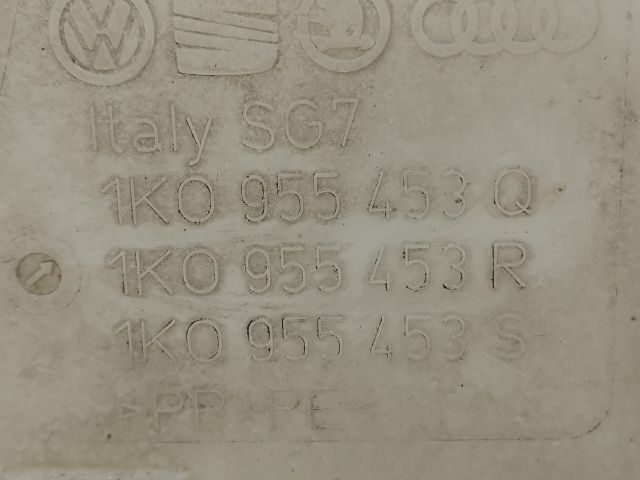 Italy SG7
1K0 955 453 Q
1K0 955 453 R
1K0 955 453 S
>PP PE<